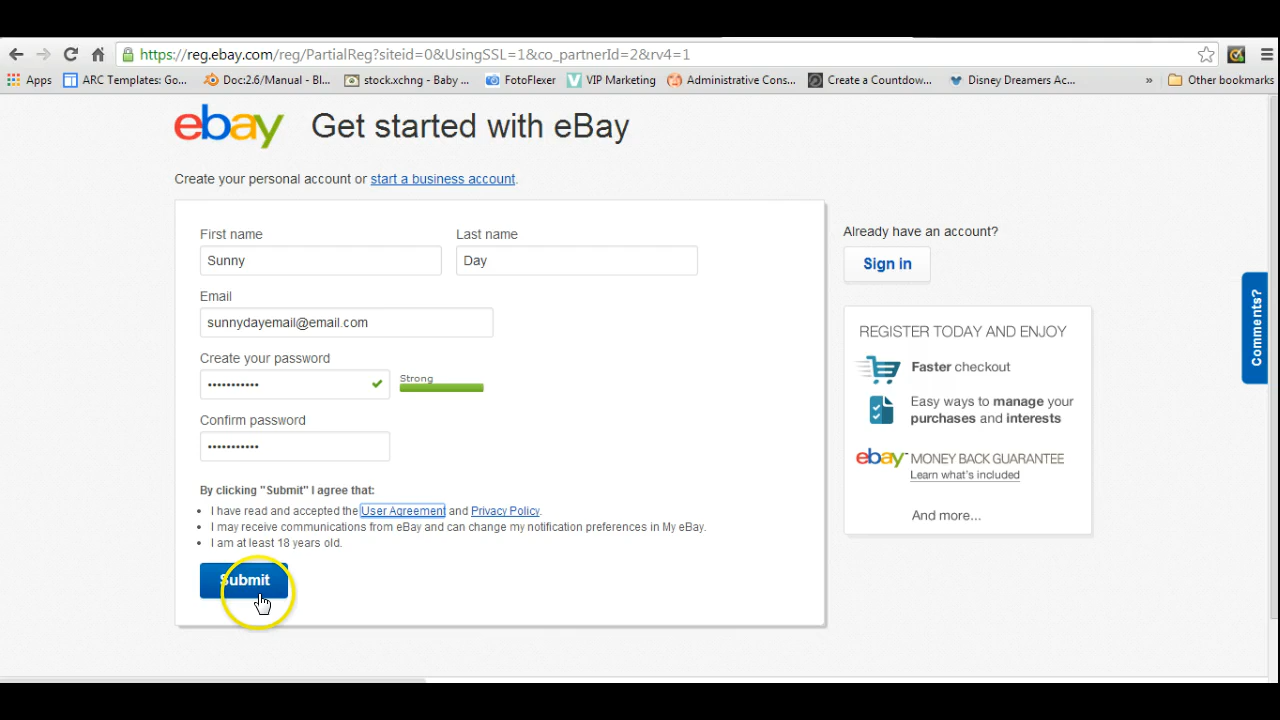 https://reg.ebay.com/reg/PartialReg?siteid=0&UsingSSL=1&co_partnerId=2&rv4=1
Apps ARC Templates: Go... Doc:2.6/Manual - Bl... stock.xchng - Baby ... FotoFlexer VIP Marketing Administrative Cons... Create a Countdow... Disney Dreamers Ac... » Other bookmarks
ebay Get started with eBay
Create your personal account or start a business account.
First name Last name
Sunny Day
Email
sunnydayemail@email.com
Create your password
••••••••••• Strong
Confirm password
•••••••••••
By clicking "Submit" I agree that:
• I have read and accepted the User Agreement and Privacy Policy.
• I may receive communications from eBay and can change my notification preferences in My eBay.
• I am at least 18 years old.
Submit
Already have an account?
Sign in
REGISTER TODAY AND ENJOY
Faster checkout
Easy ways to manage your
purchases and interests
ebay MONEY BACK GUARANTEE
Learn what's included
And more...
Comments?